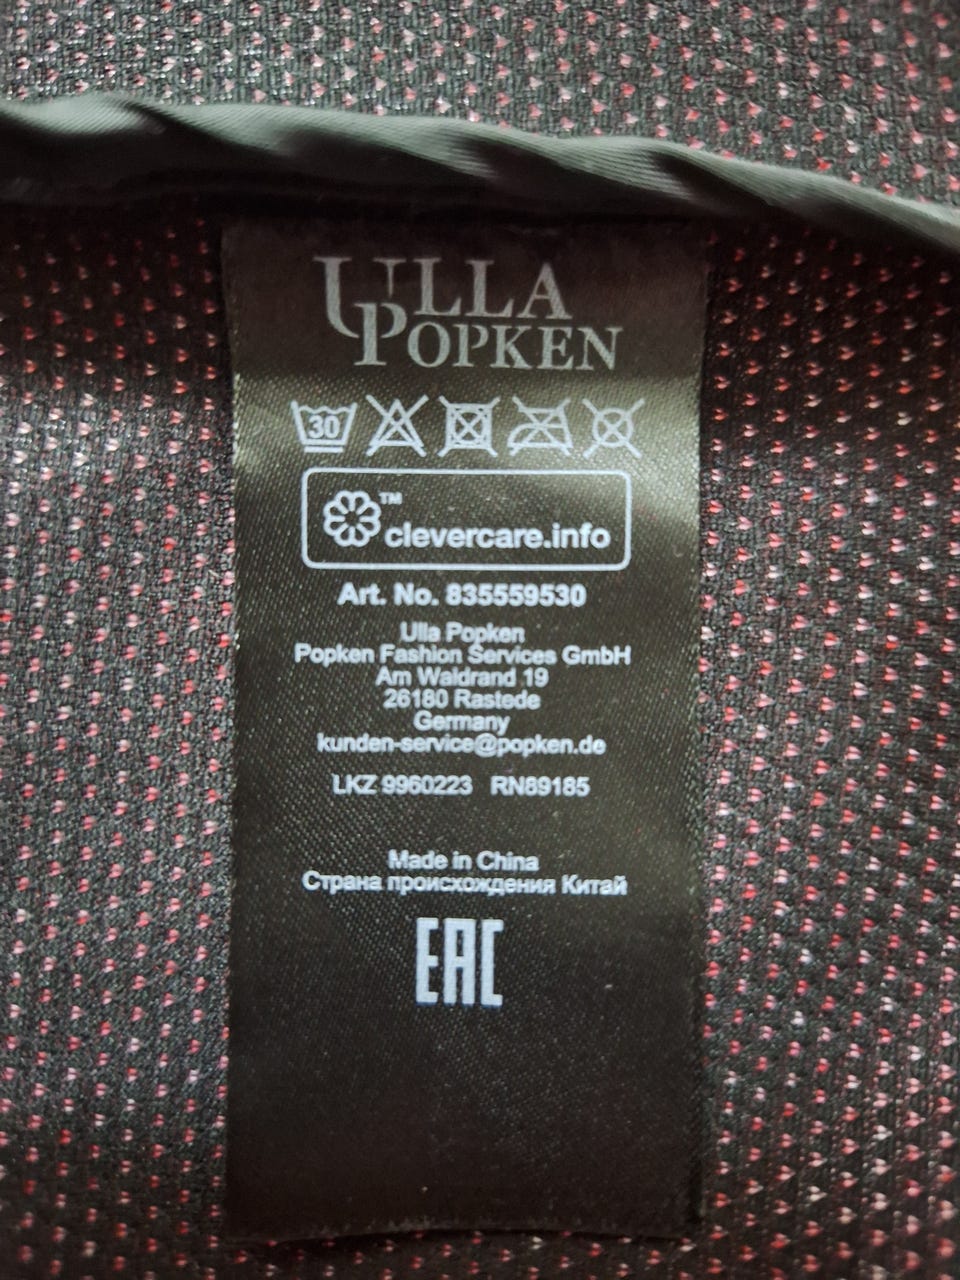 ULLA
POPKEN
30
™
clevercare.info
Art. No. 835559530
Ulla Popken
Popken Fashion Services GmbH
Am Waldrand 19
26180 Rastede
Germany
kunden-service@popken.de
LKZ 9960223 RN89185
Made in China
Страна происхождения Китай
EAC